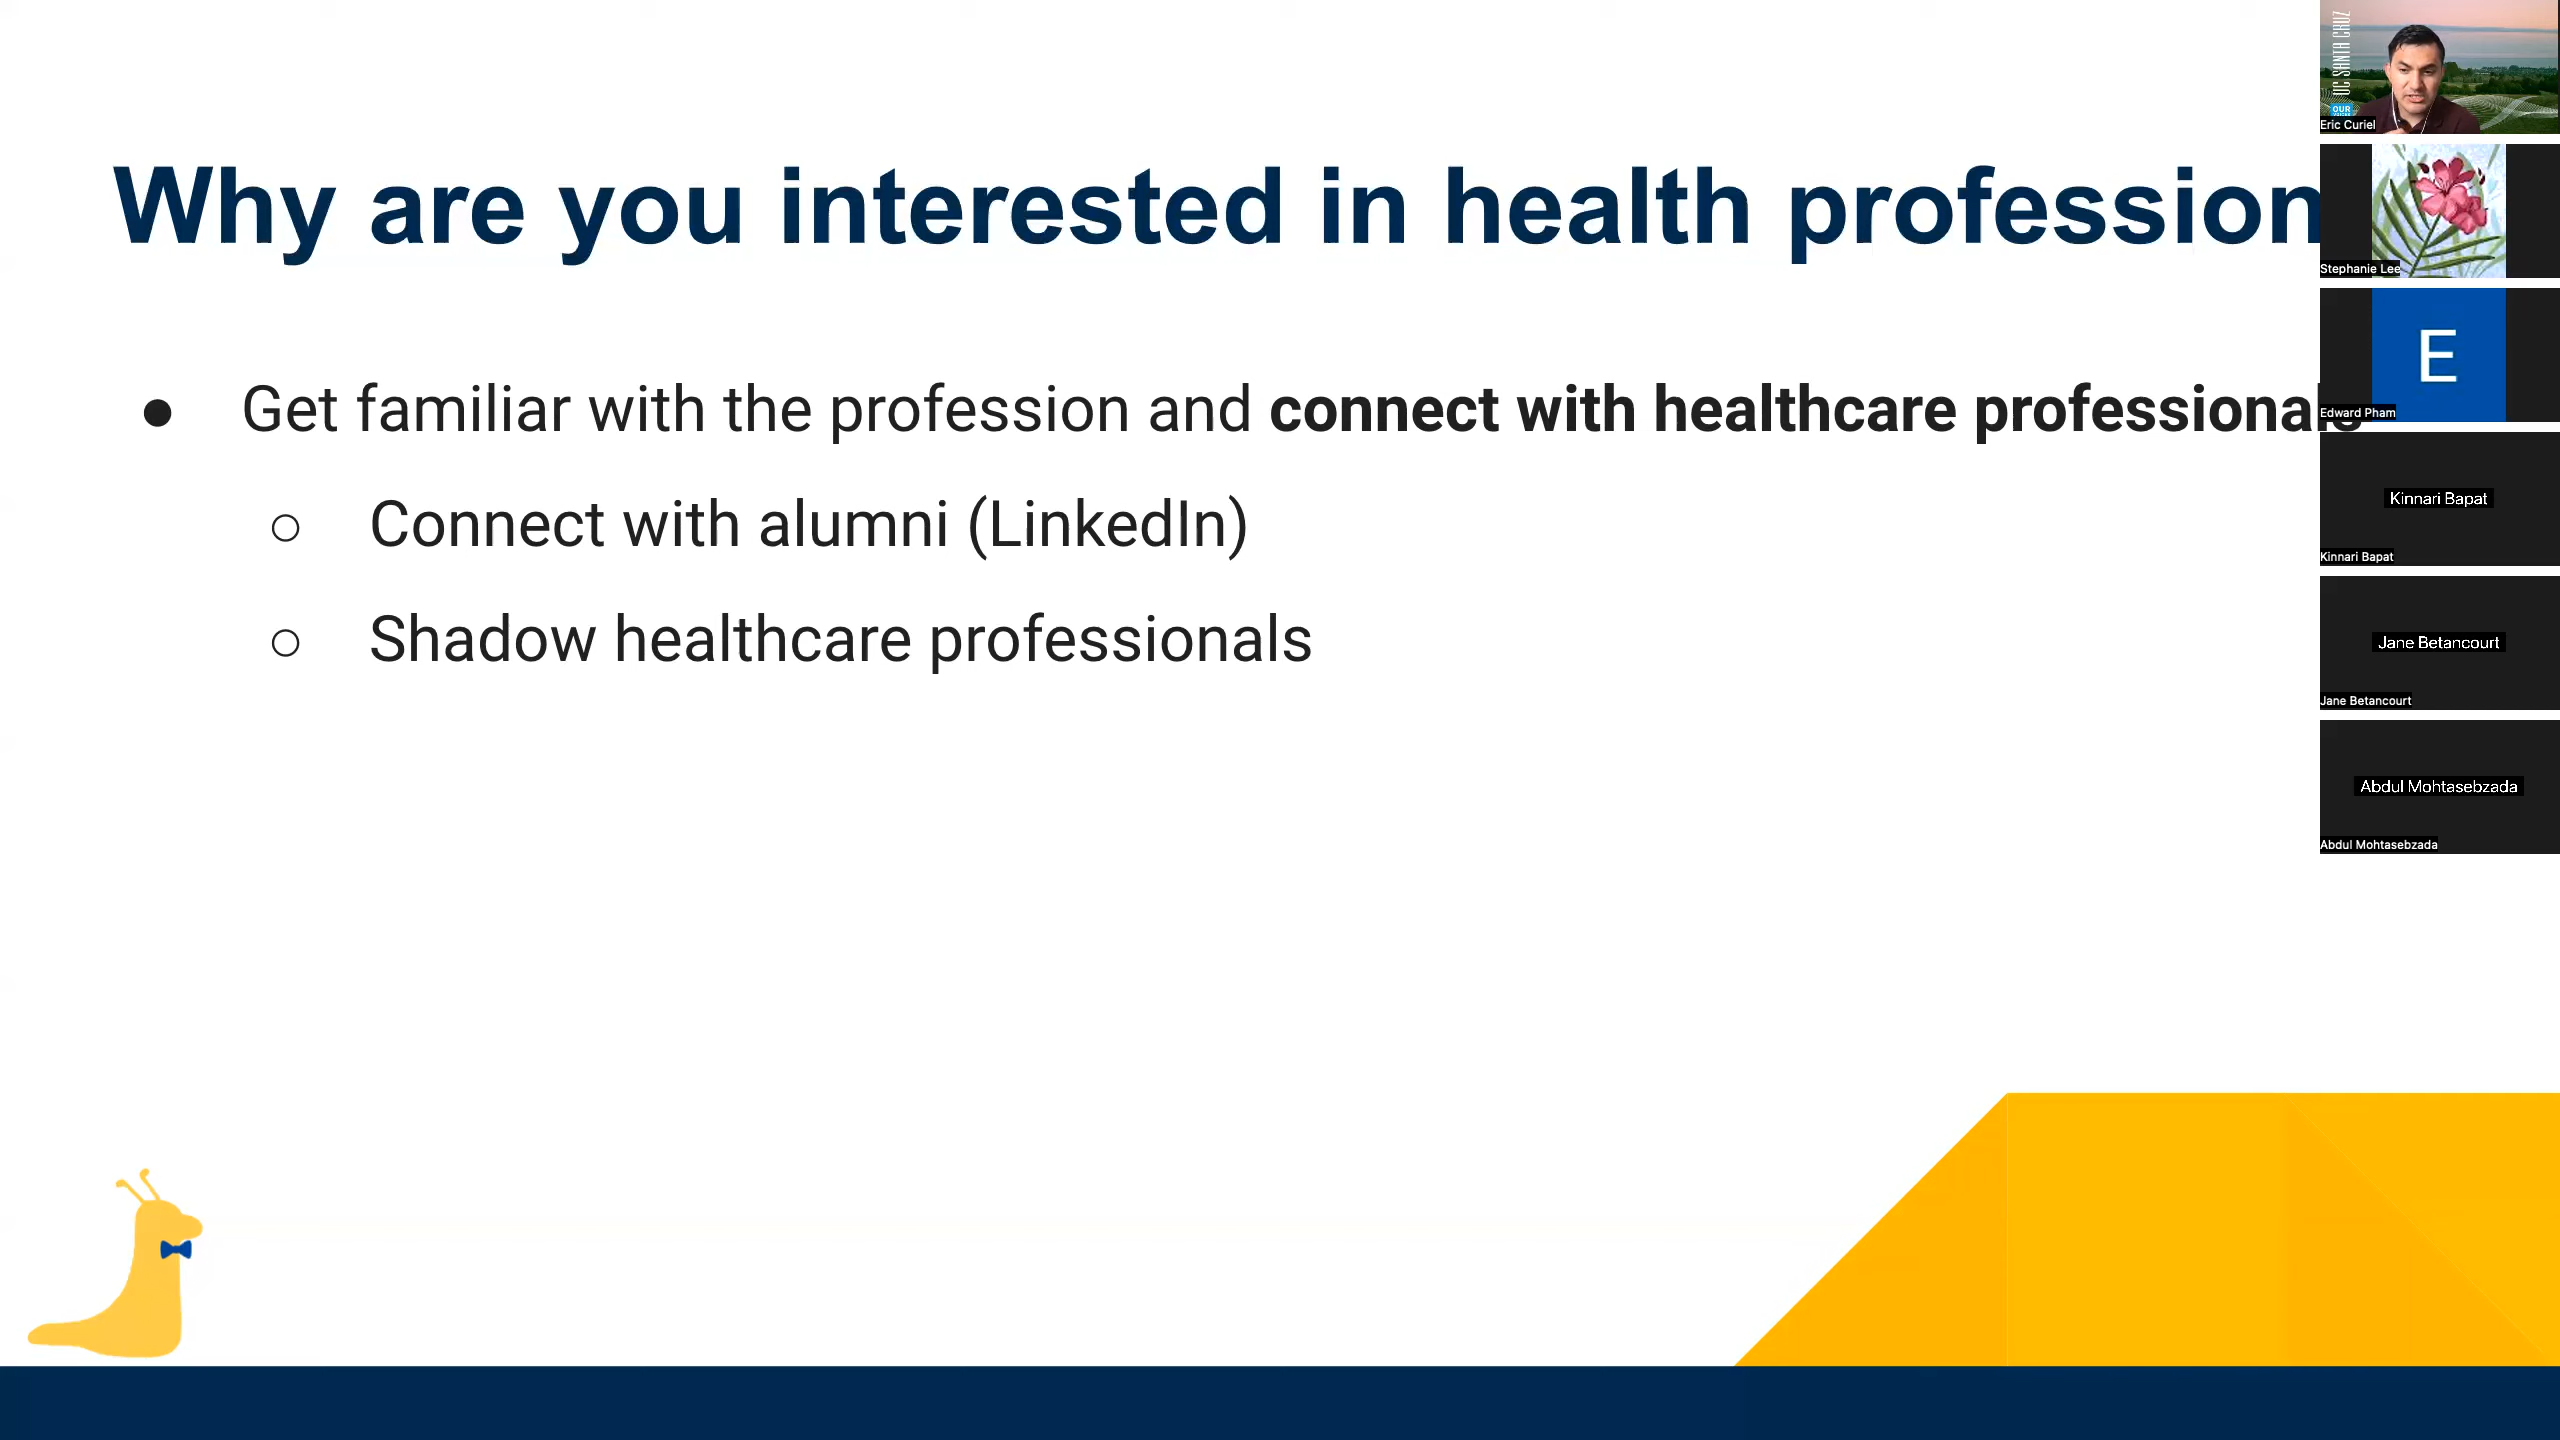 Why are you interested in health profession
● Get familiar with the profession and connect with healthcare professionals
○ Connect with alumni (LinkedIn)
○ Shadow healthcare professionals
UC SANTA CRUZ
OUR
Eric Curiel
Stephanie Lee
E
Edward Pham
Kinnari Bapat
Kinnari Bapat
Jane Betancourt
Jane Betancourt
Abdul Mohtasebzada
Abdul Mohtasebzada